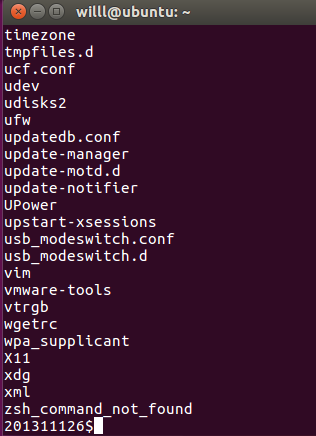 willl@ubuntu: ~
timezone
tmpfiles.d
ucf.conf
udev
udisks2
ufw
updatedb.conf
update-manager
update-motd.d
update-notifier
UPower
upstart-xsessions
usb_modeswitch.conf
usb_modeswitch.d
vim
vmware-tools
vtrgb
wgetrc
wpa_supplicant
X11
xdg
xml
zsh_command_not_found
201311126$